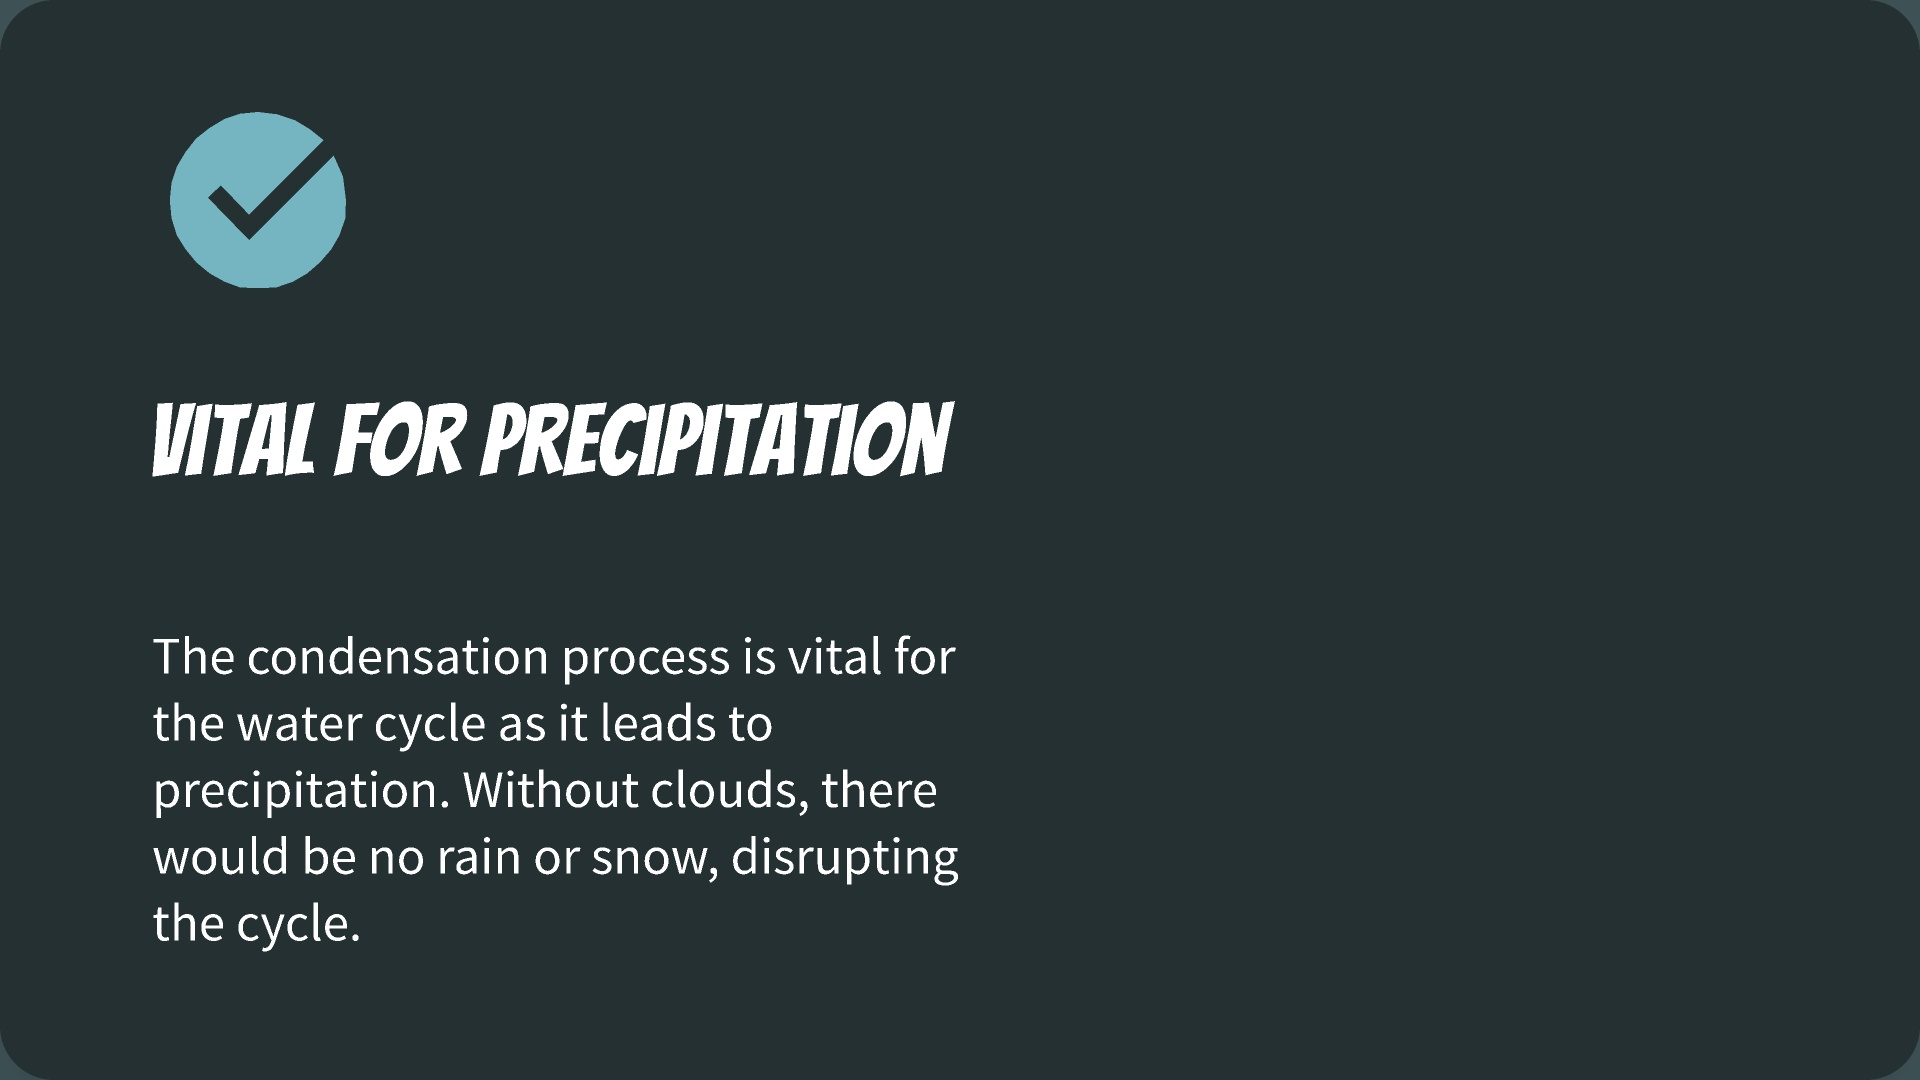 VITAL FOR PRECIPITATION
The condensation process is vital for
the water cycle as it leads to
precipitation. Without clouds, there
would be no rain or snow, disrupting
the cycle.